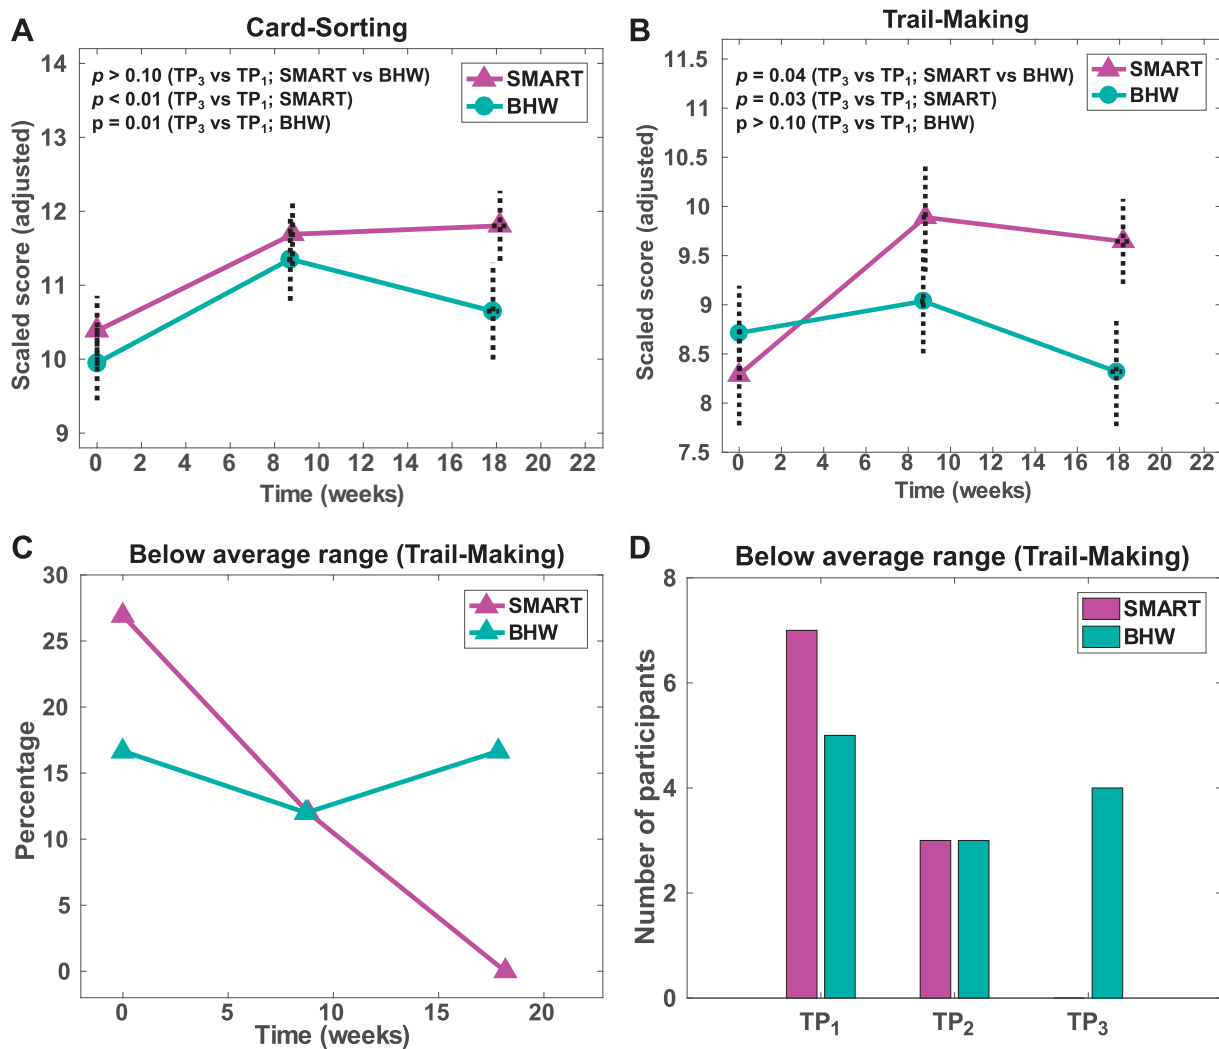 A
Card-Sorting
p > 0.10 (TP3 vs TP1; SMART vs BHW)
p < 0.01 (TP3 vs TP1; SMART)
p = 0.01 (TP3 vs TP1; BHW)
SMART
BHW
Scaled score (adjusted)
14
13
12
11
10
9
0 2 4 6 8 10 12 14 16 18 20 22
Time (weeks)
B
Trail-Making
p = 0.04 (TP3 vs TP1; SMART vs BHW)
p = 0.03 (TP3 vs TP1; SMART)
p > 0.10 (TP3 vs TP1; BHW)
SMART
BHW
Scaled score (adjusted)
11.5
11
10.5
10
9.5
9
8.5
8
7.5
0 2 4 6 8 10 12 14 16 18 20 22
Time (weeks)
C
Below average range (Trail-Making)
SMART
BHW
Percentage
30
25
20
15
10
5
0
0 5 10 15 20
Time (weeks)
D
Below average range (Trail-Making)
SMART
BHW
Number of participants
8
6
4
2
0
TP1 TP2 TP3